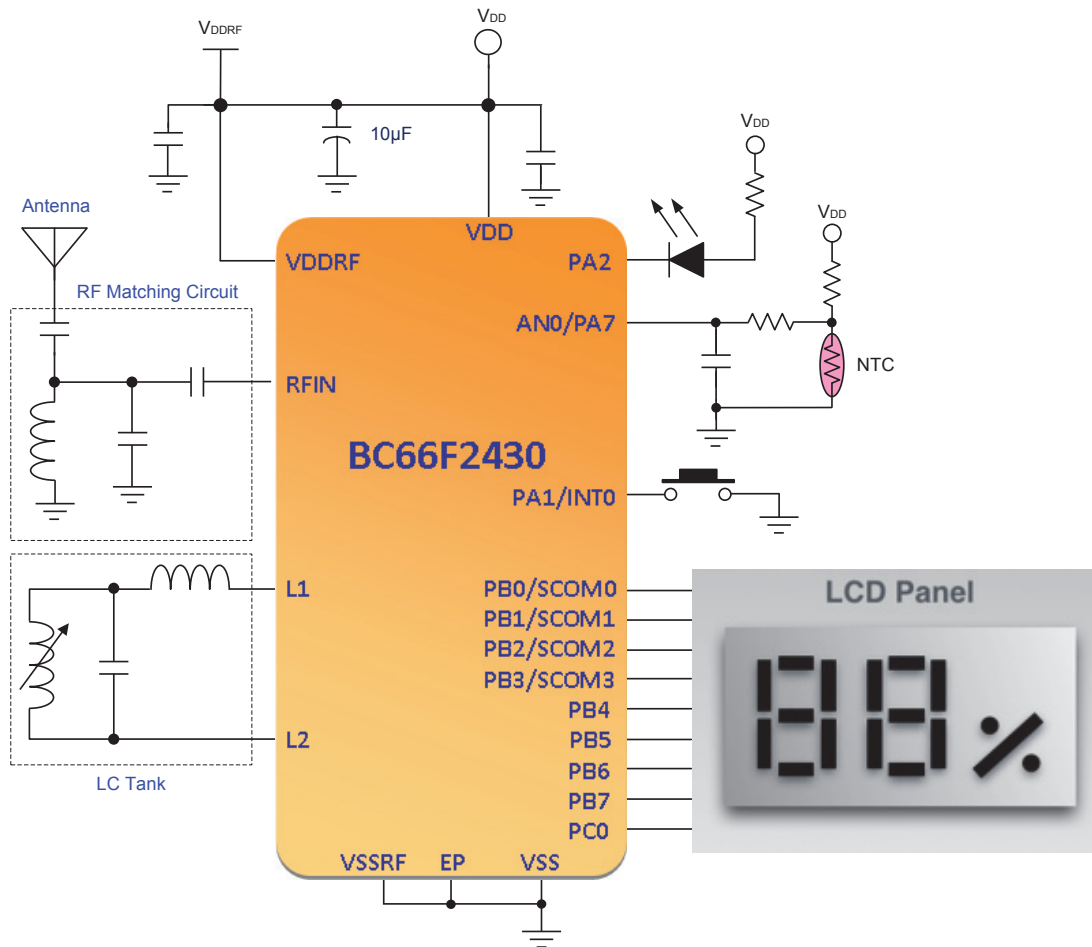 VDDRF
VDD
10µF
VDD
VDD
Antenna
VDD
VDDRF
PA2
RF Matching Circuit
AN0/PA7
NTC
RFIN
BC66F2430
PA1/INT0
L1
PB0/SCOM0
LCD Panel
PB1/SCOM1
PB2/SCOM2
PB3/SCOM3
88%
PB4
L2
PB5
PB6
LC Tank
PB7
PC0
VSSRF
EP
VSS